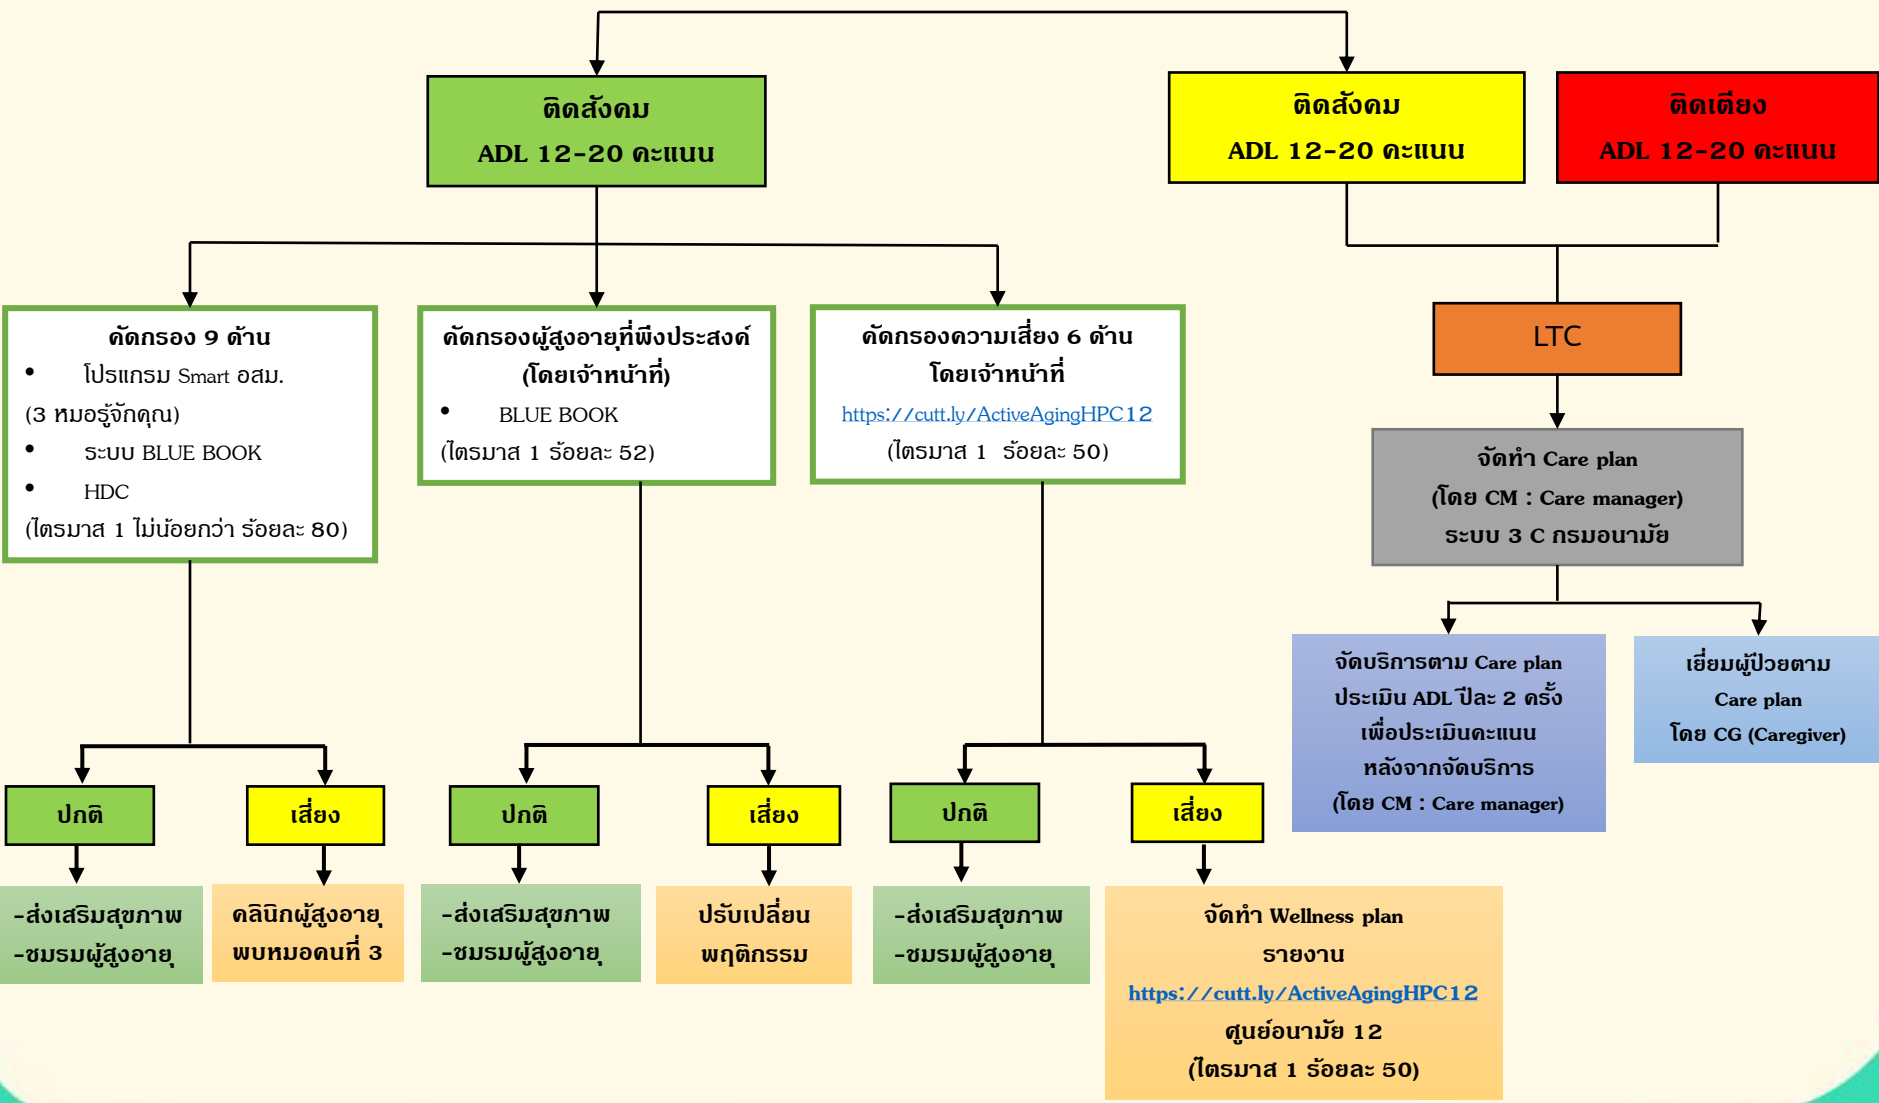 ติดสังคม
ADL 12-20 คะแนน
ติดสังคม
ADL 12-20 คะแนน
ติดเตียง
ADL 12-20 คะแนน
คัดกรอง 9 ด้าน
• โปรแกรม Smart อสม.
(3 หมอรู้จักคุณ)
• ระบบ BLUE BOOK
• HDC
(ไตรมาส 1 ไม่น้อยกว่า ร้อยละ 80)
คัดกรองผู้สูงอายุที่พึงประสงค์
(โดยเจ้าหน้าที่)
• BLUE BOOK
(ไตรมาส 1 ร้อยละ 52)
คัดกรองความเสี่ยง 6 ด้าน
โดยเจ้าหน้าที่
https://cutt.ly/ActiveAgingHPC12
(ไตรมาส 1 ร้อยละ 50)
LTC
จัดทำ Care plan
(โดย CM : Care manager)
ระบบ 3 C กรมอนามัย
จัดบริการตาม Care plan
ประเมิน ADL ปีละ 2 ครั้ง
เพื่อประเมินคะแนน
หลังจากจัดบริการ
(โดย CM : Care manager)
เยี่ยมผู้ป่วยตาม
Care plan
โดย CG (Caregiver)
ปกติ
เสี่ยง
ปกติ
เสี่ยง
ปกติ
เสี่ยง
-ส่งเสริมสุขภาพ
-ชมรมผู้สูงอายุ
คลินิกผู้สูงอายุ
พบหมอคนที่ 3
-ส่งเสริมสุขภาพ
-ชมรมผู้สูงอายุ
ปรับเปลี่ยน
พฤติกรรม
-ส่งเสริมสุขภาพ
-ชมรมผู้สูงอายุ
จัดทำ Wellness plan
รายงาน
https://cutt.ly/ActiveAgingHPC12
ศูนย์อนามัย 12
(ไตรมาส 1 ร้อยละ 50)